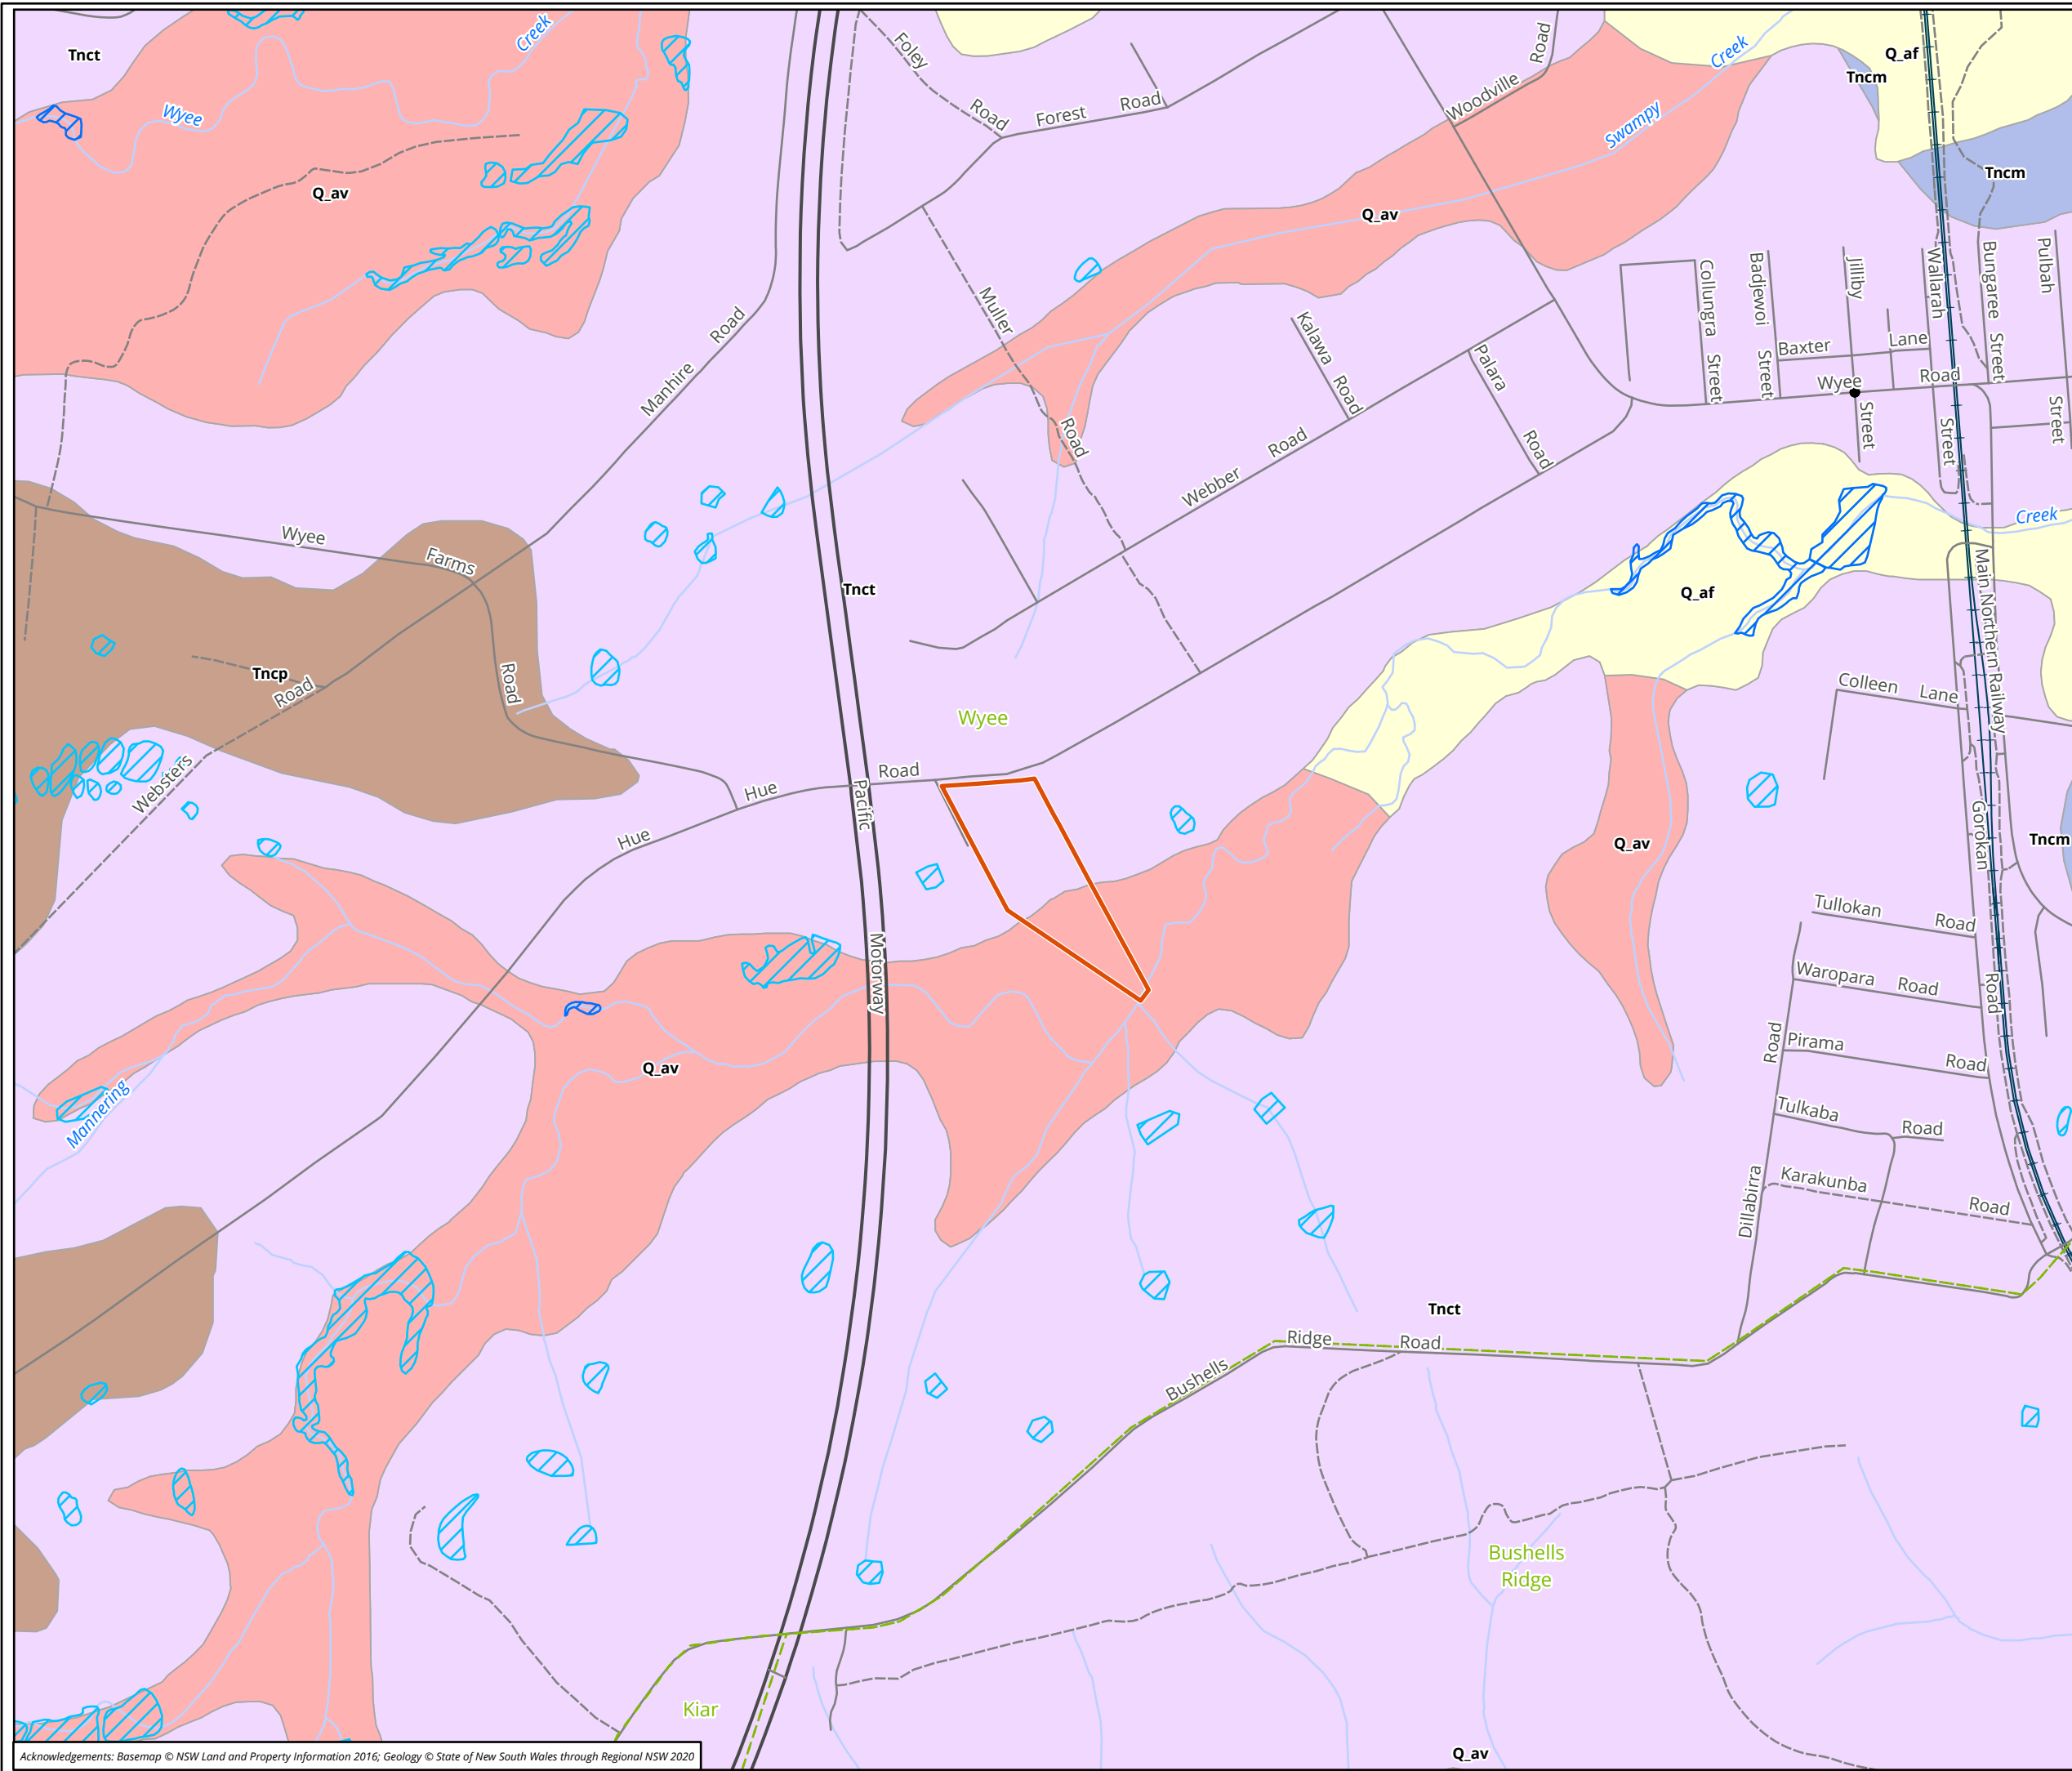 Tnct
Creek
Wyee
Q_av
Foley
Road
Forest
Road
Woodville
Road
Creek
Swampy
Q_af
Tncm
Tncm
Q_av
Manhire
Road
Muller
Road
Kalawa
Road
Palara
Road
Webber
Road
Collungra
Street
Badjewoi
Street
Jilliby
Street
Wallarah
Street
Bungaree
Street
Pulbah
Street
Baxter
Lane
Wyee
Road
Creek
Wyee
Farms
Road
Tncp
Road
Websters
Tnct
Wyee
Q_af
Main Northern Railway
Colleen
Lane
Hue
Road
Hue
Pacific
Motorway
Q_av
Gorokan
Road
Tncm
Tullokan
Road
Waropara
Road
Pirama
Road
Road
Dillabirra
Tulkaba
Road
Karakunba
Road
Mannering
Q_av
Tnct
Bushells
Ridge
Road
Bushells
Ridge
Kiar
Q_av
Acknowledgements: Basemap © NSW Land and Property Information 2016; Geology © State of New South Wales through Regional NSW 2020